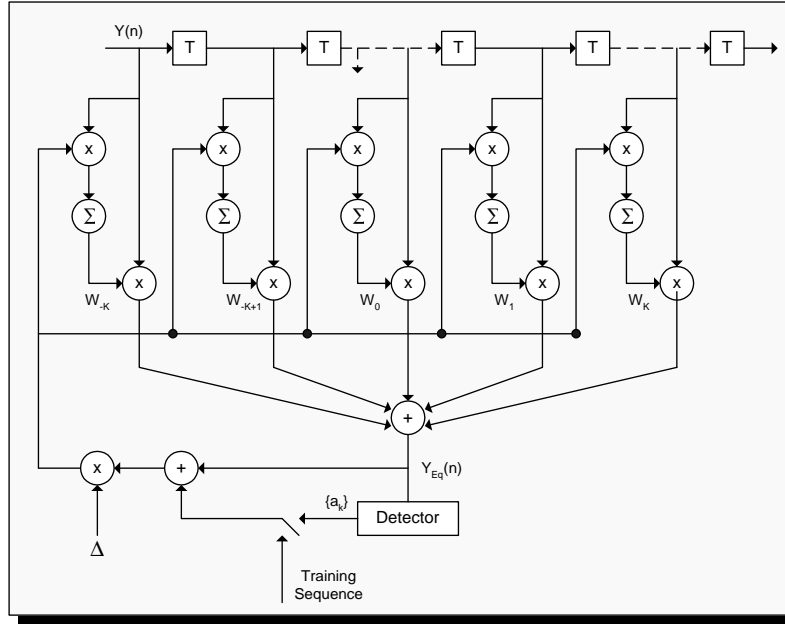 Y(n)
T T T T T
x x x x x
Σ Σ Σ Σ Σ
x x x x x
W-K W-K+1 W0 W1 WK
+
x + YEq(n)
{ak}
Detector
Δ
Training
Sequence